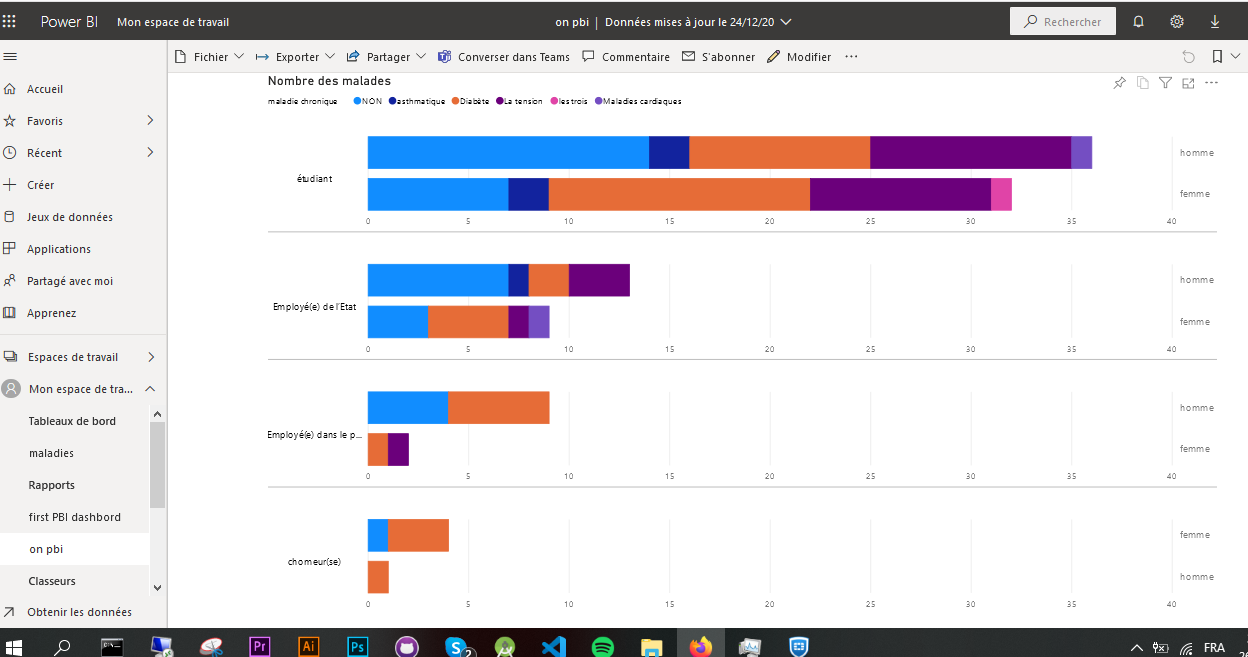 Power BI Mon espace de travail on pbi | Données mises à jour le 24/12/20 Rechercher
Fichier Exporter Partager Converser dans Teams Commentaire S'abonner Modifier ...
Accueil
Favoris
Récent
Créer
Jeux de données
Applications
Partagé avec moi
Apprenez
Espaces de travail
Mon espace de tra...
Tableaux de bord
maladies
Rapports
first PBI dashbord
on pbi
Classeurs
Obtenir les données
Nombre des malades
maladie chronique NON asthmatique Diabète La tension les trois Maladies cardiaques
étudiant
homme
femme
0 5 10 15 20 25 30 35 40
Employé(e) de l'Etat
homme
femme
0 5 10 15 20 25 30 35 40
Employé(e) dans le p...
homme
femme
0 5 10 15 20 25 30 35 40
chomeur(se)
femme
homme
0 5 10 15 20 25 30 35 40
Pr Ai Ps S 2 FRA